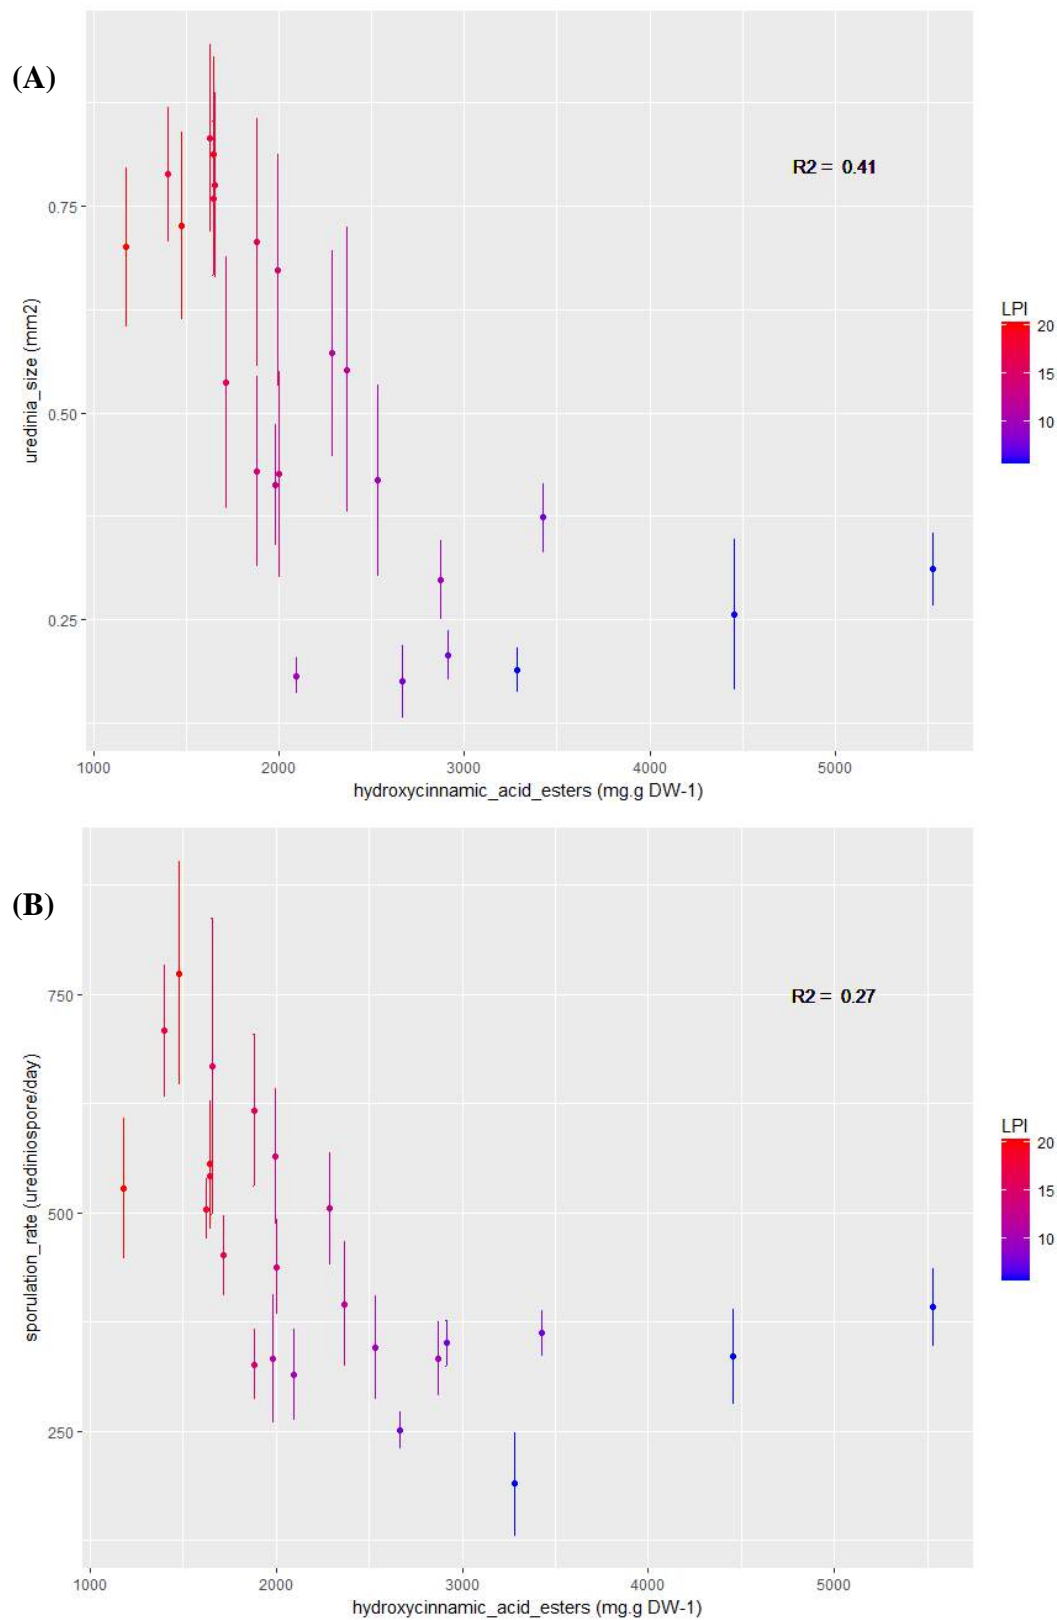 (A)
R2 = 0.41
0.75
0.50
0.25
uredinia_size (mm2)
1000 2000 3000 4000 5000
hydroxycinnamic_acid_esters (mg.g DW-1)
LPI
20
15
10
(B)
R2 = 0.27
750
500
250
sporulation_rate (urediniospore/day)
1000 2000 3000 4000 5000
hydroxycinnamic_acid_esters (mg.g DW-1)
LPI
20
15
10